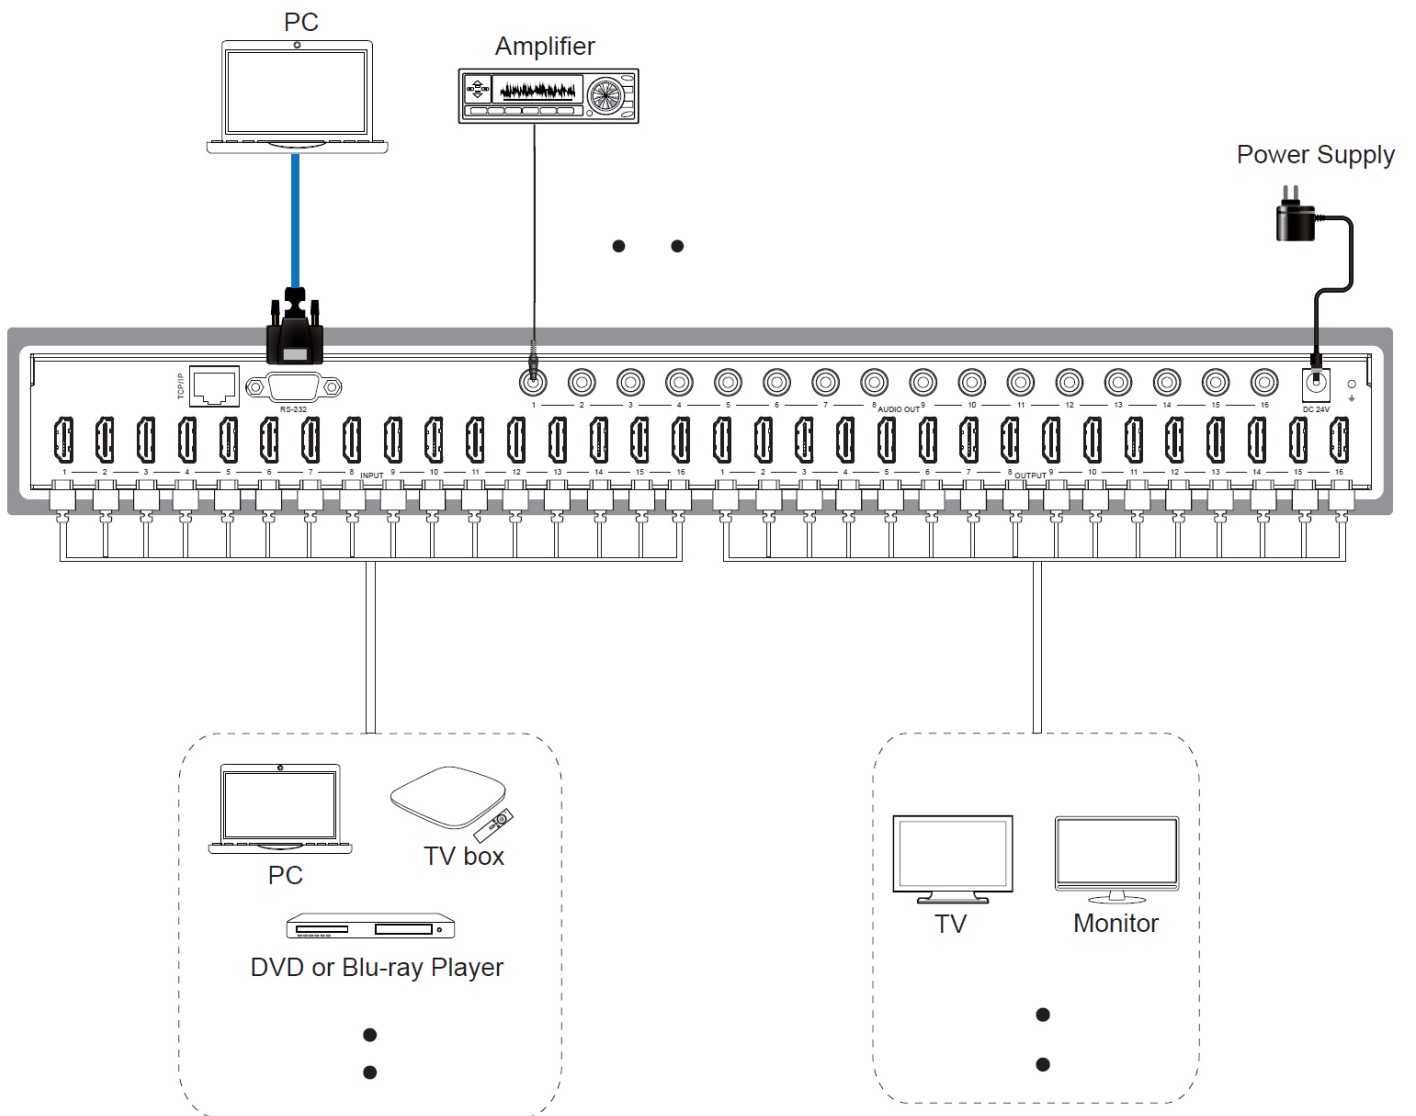 PC
Amplifier
Power Supply
TCP/IP
RS-232
1 2 3 4 5 6 7 8 9 10 11 12 13 14 15 16
AUDIO OUT
DC 24V
1 2 3 4 5 6 7 8 9 10 11 12 13 14 15 16
INPUT
1 2 3 4 5 6 7 8 9 10 11 12 13 14 15 16
OUTPUT
PC
TV box
DVD or Blu-ray Player
TV
Monitor